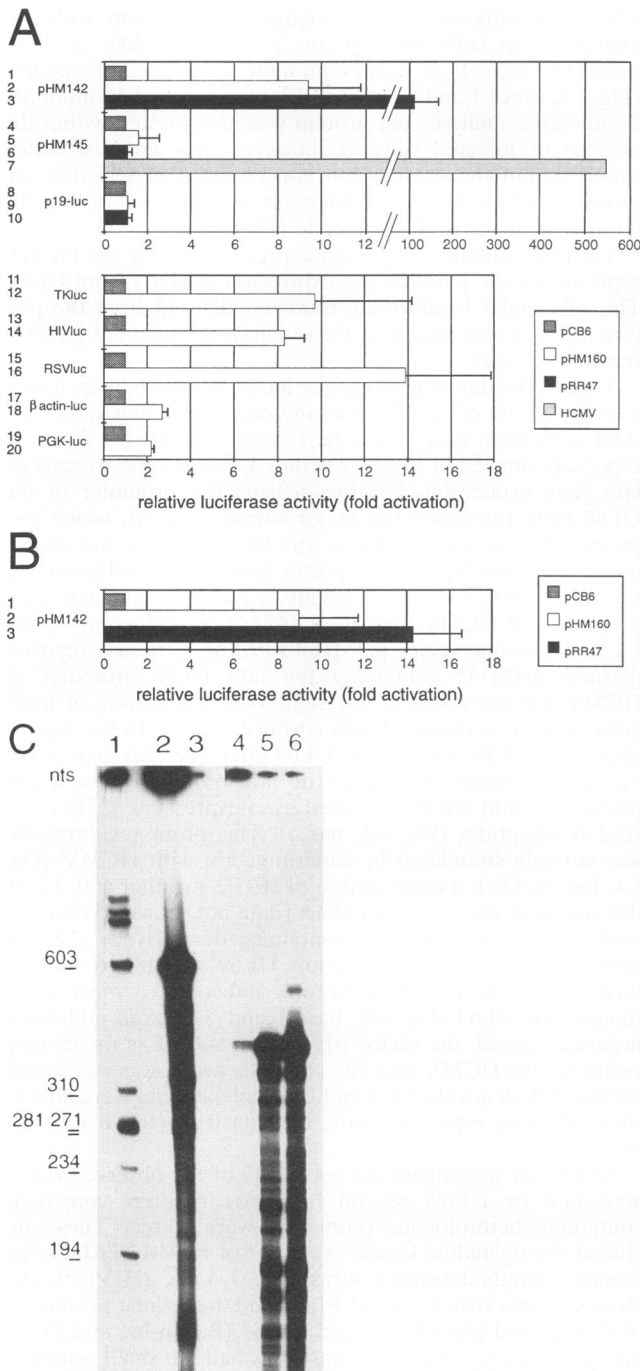 A
1
2 pHM142
3
4
5 pHM145
6
7
8
9 p19-luc
10
0 2 4 6 8 10 12 100 200 300 400 500 600
11
12 TKluc
13
14 HIVluc
15
16 RSVluc
17
18 βactin-luc
19
20 PGK-luc
0 2 4 6 8 10 12 14 16 18
relative luciferase activity (fold activation)
pCB6
pHM160
pRR47
HCMV
B
1
2 pHM142
3
0 2 4 6 8 10 12 14 16 18
relative luciferase activity (fold activation)
pCB6
pHM160
pRR47
C
1 2 3 4 5 6
nts
603
310
281 271
234
194